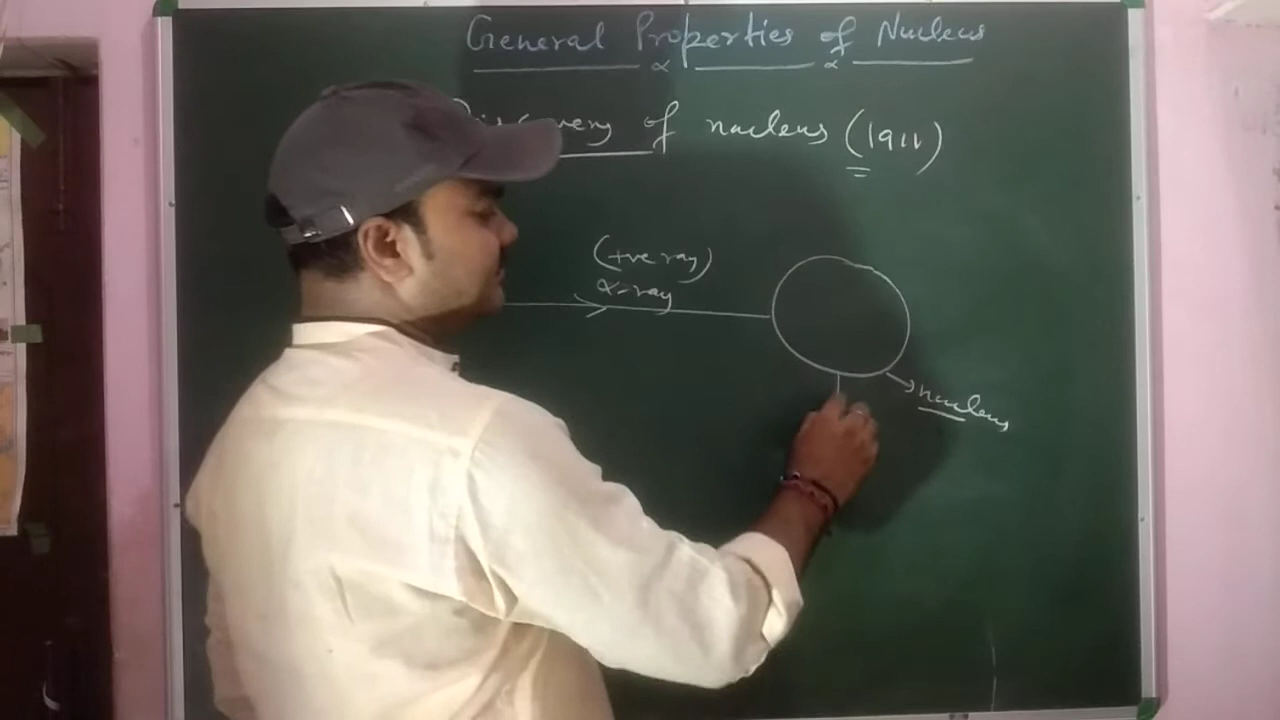 General Properties of Nucleus
of nucleus (1911)
(+ve ray)
α-ray
nucleus